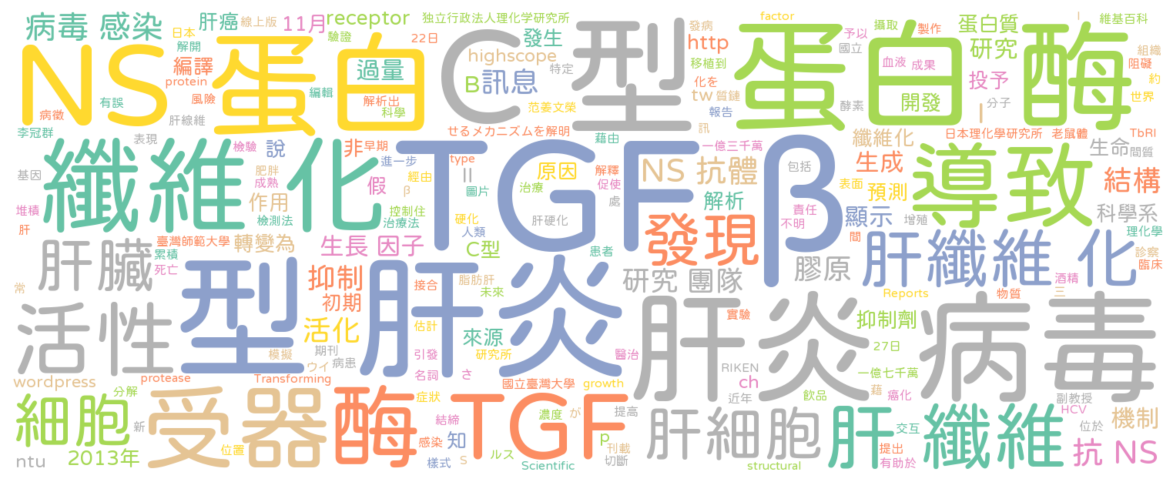 病毒 感染
肝癌
線上版
11月
receptor
獨立行政法人理化學研究所
發生
factor
攝取
予以
製作
蛋白質
維基百科
日本
解開
驗證
22日
highscope
發病
國立
研究
組織
阻礙
NS 蛋白
C 型
蛋白酶
編譯
過量
B
訊息
特定
http
移植到
化を
血液
成果
投予
約
protein
風險
編輯
解析出
科學
范姜文榮
tw
質鏈
酵素
開發
分子
世界
病徵
有誤
李冠群
表現
肝線維
せるメカニズムを解明
藉由
報告
訊
一億三千萬
纖維化
日本理化學研究所
老鼠體
TbRI
檢驗
說
非
早期
進一步
type
原因
解釋
NS 抗體
包括
生成
生命
間質
纖維 化
TGF β
導致
基因
肥胖
成熟
假
經由
β
II
圖片
治療
促使
處
l
表面
預測
結構
堆積
作用
檢測法
控制住
治療法
硬化
肝硬化
解析
責任
不明
顯示
增殖
科學系
肝
臺灣師範大學
轉變為
生長 因子
人類
C型
患者
發現
間
理化學
肝臟
累積
死亡
抑制
初期
接合
脂肪肝
未來
研究 團隊
膠原
肝纖維 化
診察
臨床
酒精
常
型 肝炎
Reports
物質
三
活性
活化
估計
來源
實驗
抑制劑
肝炎 病毒
模擬
期刊
病患
ウイ
引發
名詞
研究所
さ
醫治
27日
wordpress
protease
Transforming
國立臺灣大學
growth
RIKEN
ch
近年
一億七千萬
飲品
藉
癌化
副教授
HCV
分解
細胞
受器
酶 TGF
症狀
結締
濃度
が
提高
肝細胞
肝 纖維
交互
位於
機制
新
位置
感染
知
p
刊載
提出
抗 NS
ntu
2013年
樣式
S
ルス
Scientific
切斷
structural
有助於